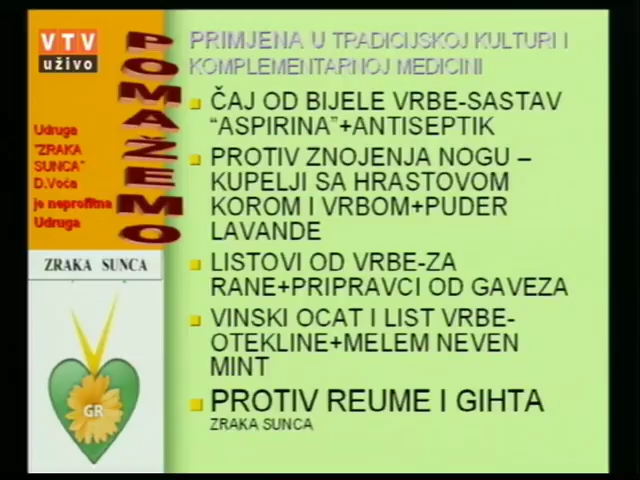 VTV
uživo
POMAŽEMO
Udruga
"ZRAKA
SUNCA"
D.Voća
je neprofitna
Udruga
ZRAKA SUNCA
GR
PRIMJENA U TRADICIJSKOJ KULTURI I
KOMPLEMENTARNOJ MEDICINI
ČAJ OD BIJELE VRBE-SASTAV
“ASPIRINA”+ANTISEPTIK
PROTIV ZNOJENJA NOGU –
KUPELJI SA HRASTOVOM
KOROM I VRBOM+PUDER
LAVANDE
LISTOVI OD VRBE-ZA
RANE+PRIPRAVCI OD GAVEZA
VINSKI OCAT I LIST VRBE-
OTEKLINE+MELEM NEVEN
MINT
PROTIV REUME I GIHTA
ZRAKA SUNCA